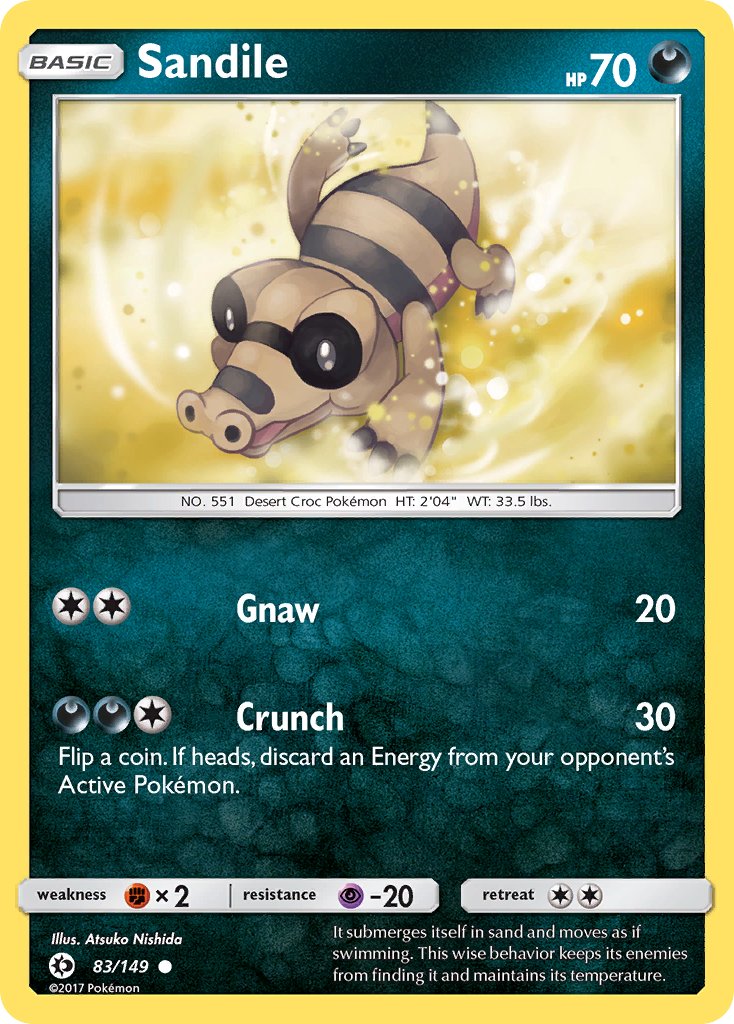 BASIC Sandile HP 70
NO. 551 Desert Croc Pokémon HT: 2'04" WT: 33.5 lbs.
Gnaw 20
Crunch 30
Flip a coin. If heads, discard an Energy from your opponent's
Active Pokémon.
weakness × 2 resistance -20 retreat
Illus. Atsuko Nishida
83/149
©2017 Pokémon
It submerges itself in sand and moves as if
swimming. This wise behavior keeps its enemies
from finding it and maintains its temperature.